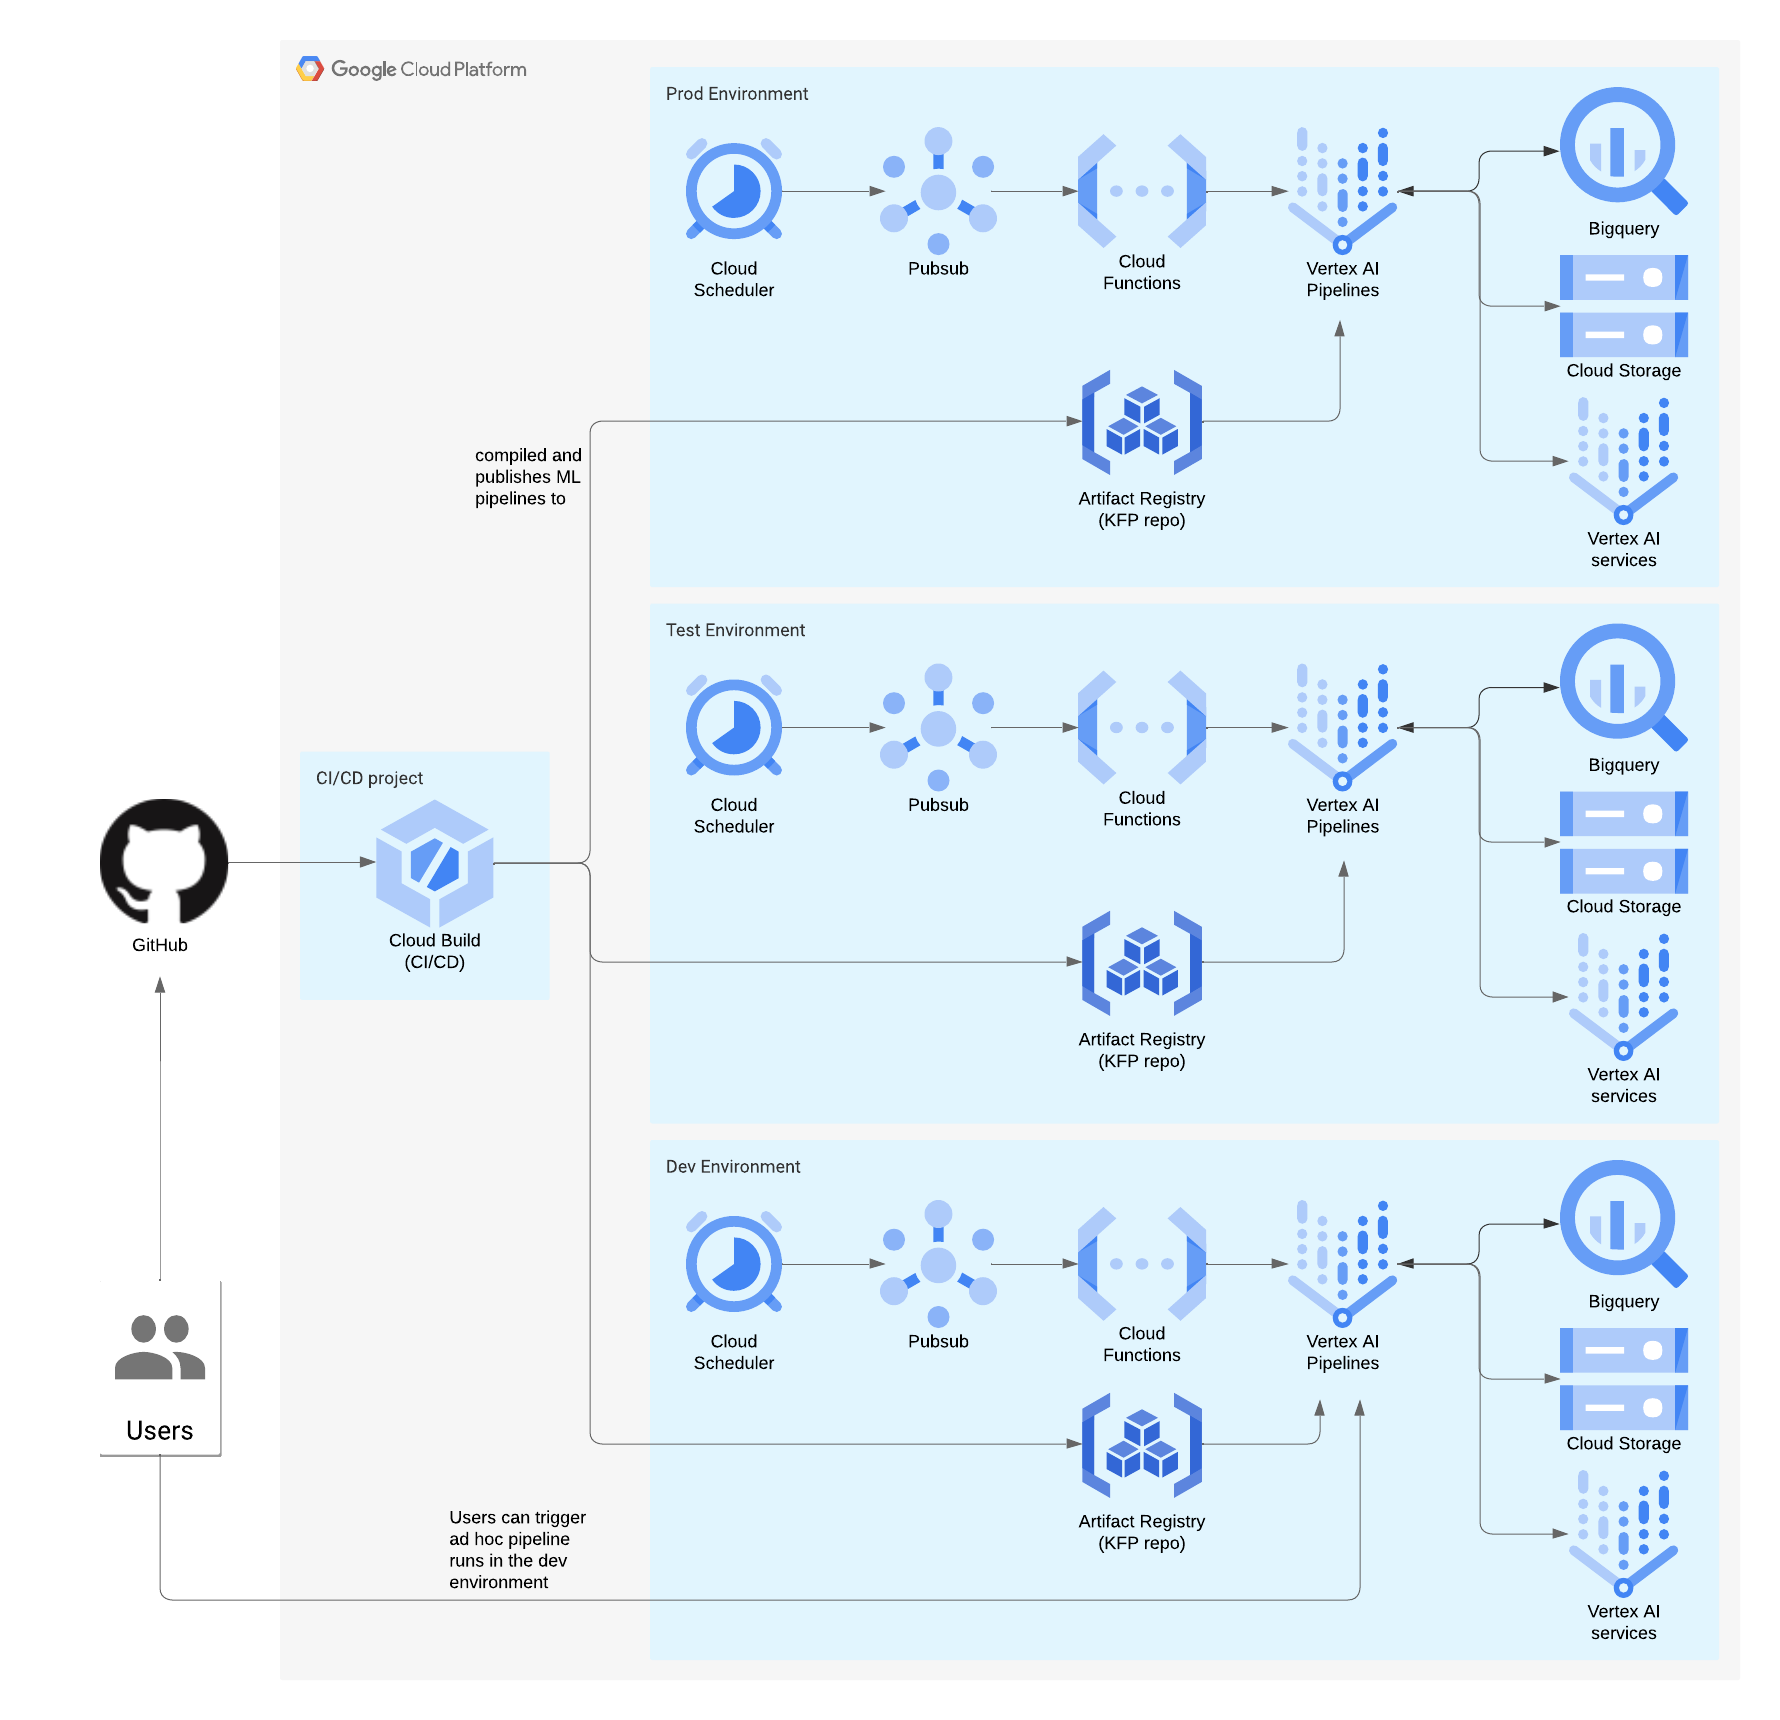 Google Cloud Platform
Prod Environment
Cloud
Scheduler
Pubsub
Cloud
Functions
Vertex AI
Pipelines
Bigquery
Cloud Storage
Artifact Registry
(KFP repo)
Vertex AI
services
compiled and
publishes ML
pipelines to
Test Environment
Cloud
Scheduler
Pubsub
Cloud
Functions
Vertex AI
Pipelines
Bigquery
Cloud Storage
Artifact Registry
(KFP repo)
Vertex AI
services
CI/CD project
Cloud Build
(CI/CD)
GitHub
Dev Environment
Cloud
Scheduler
Pubsub
Cloud
Functions
Vertex AI
Pipelines
Bigquery
Cloud Storage
Artifact Registry
(KFP repo)
Vertex AI
services
Users
Users can trigger
ad hoc pipeline
runs in the dev
environment